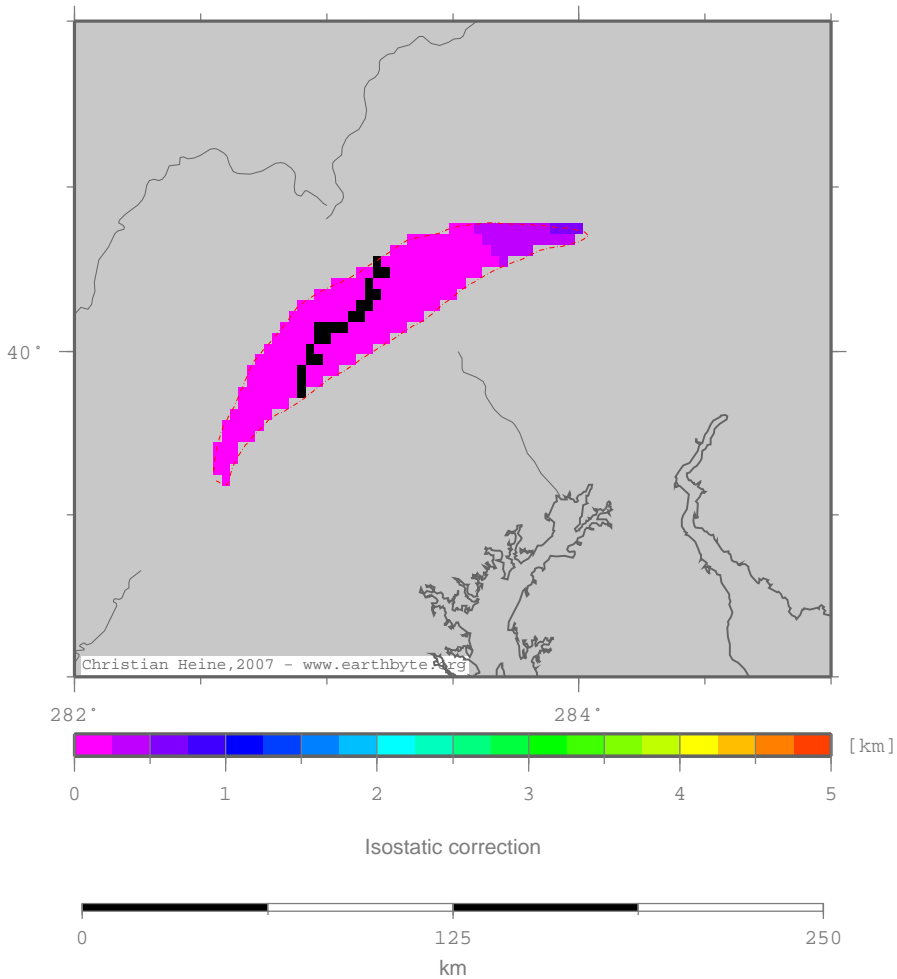 40°
Christian Heine,2007 - www.earthbyte.org
282° 284°
[km]
0 1 2 3 4 5
Isostatic correction
0 125 250
km